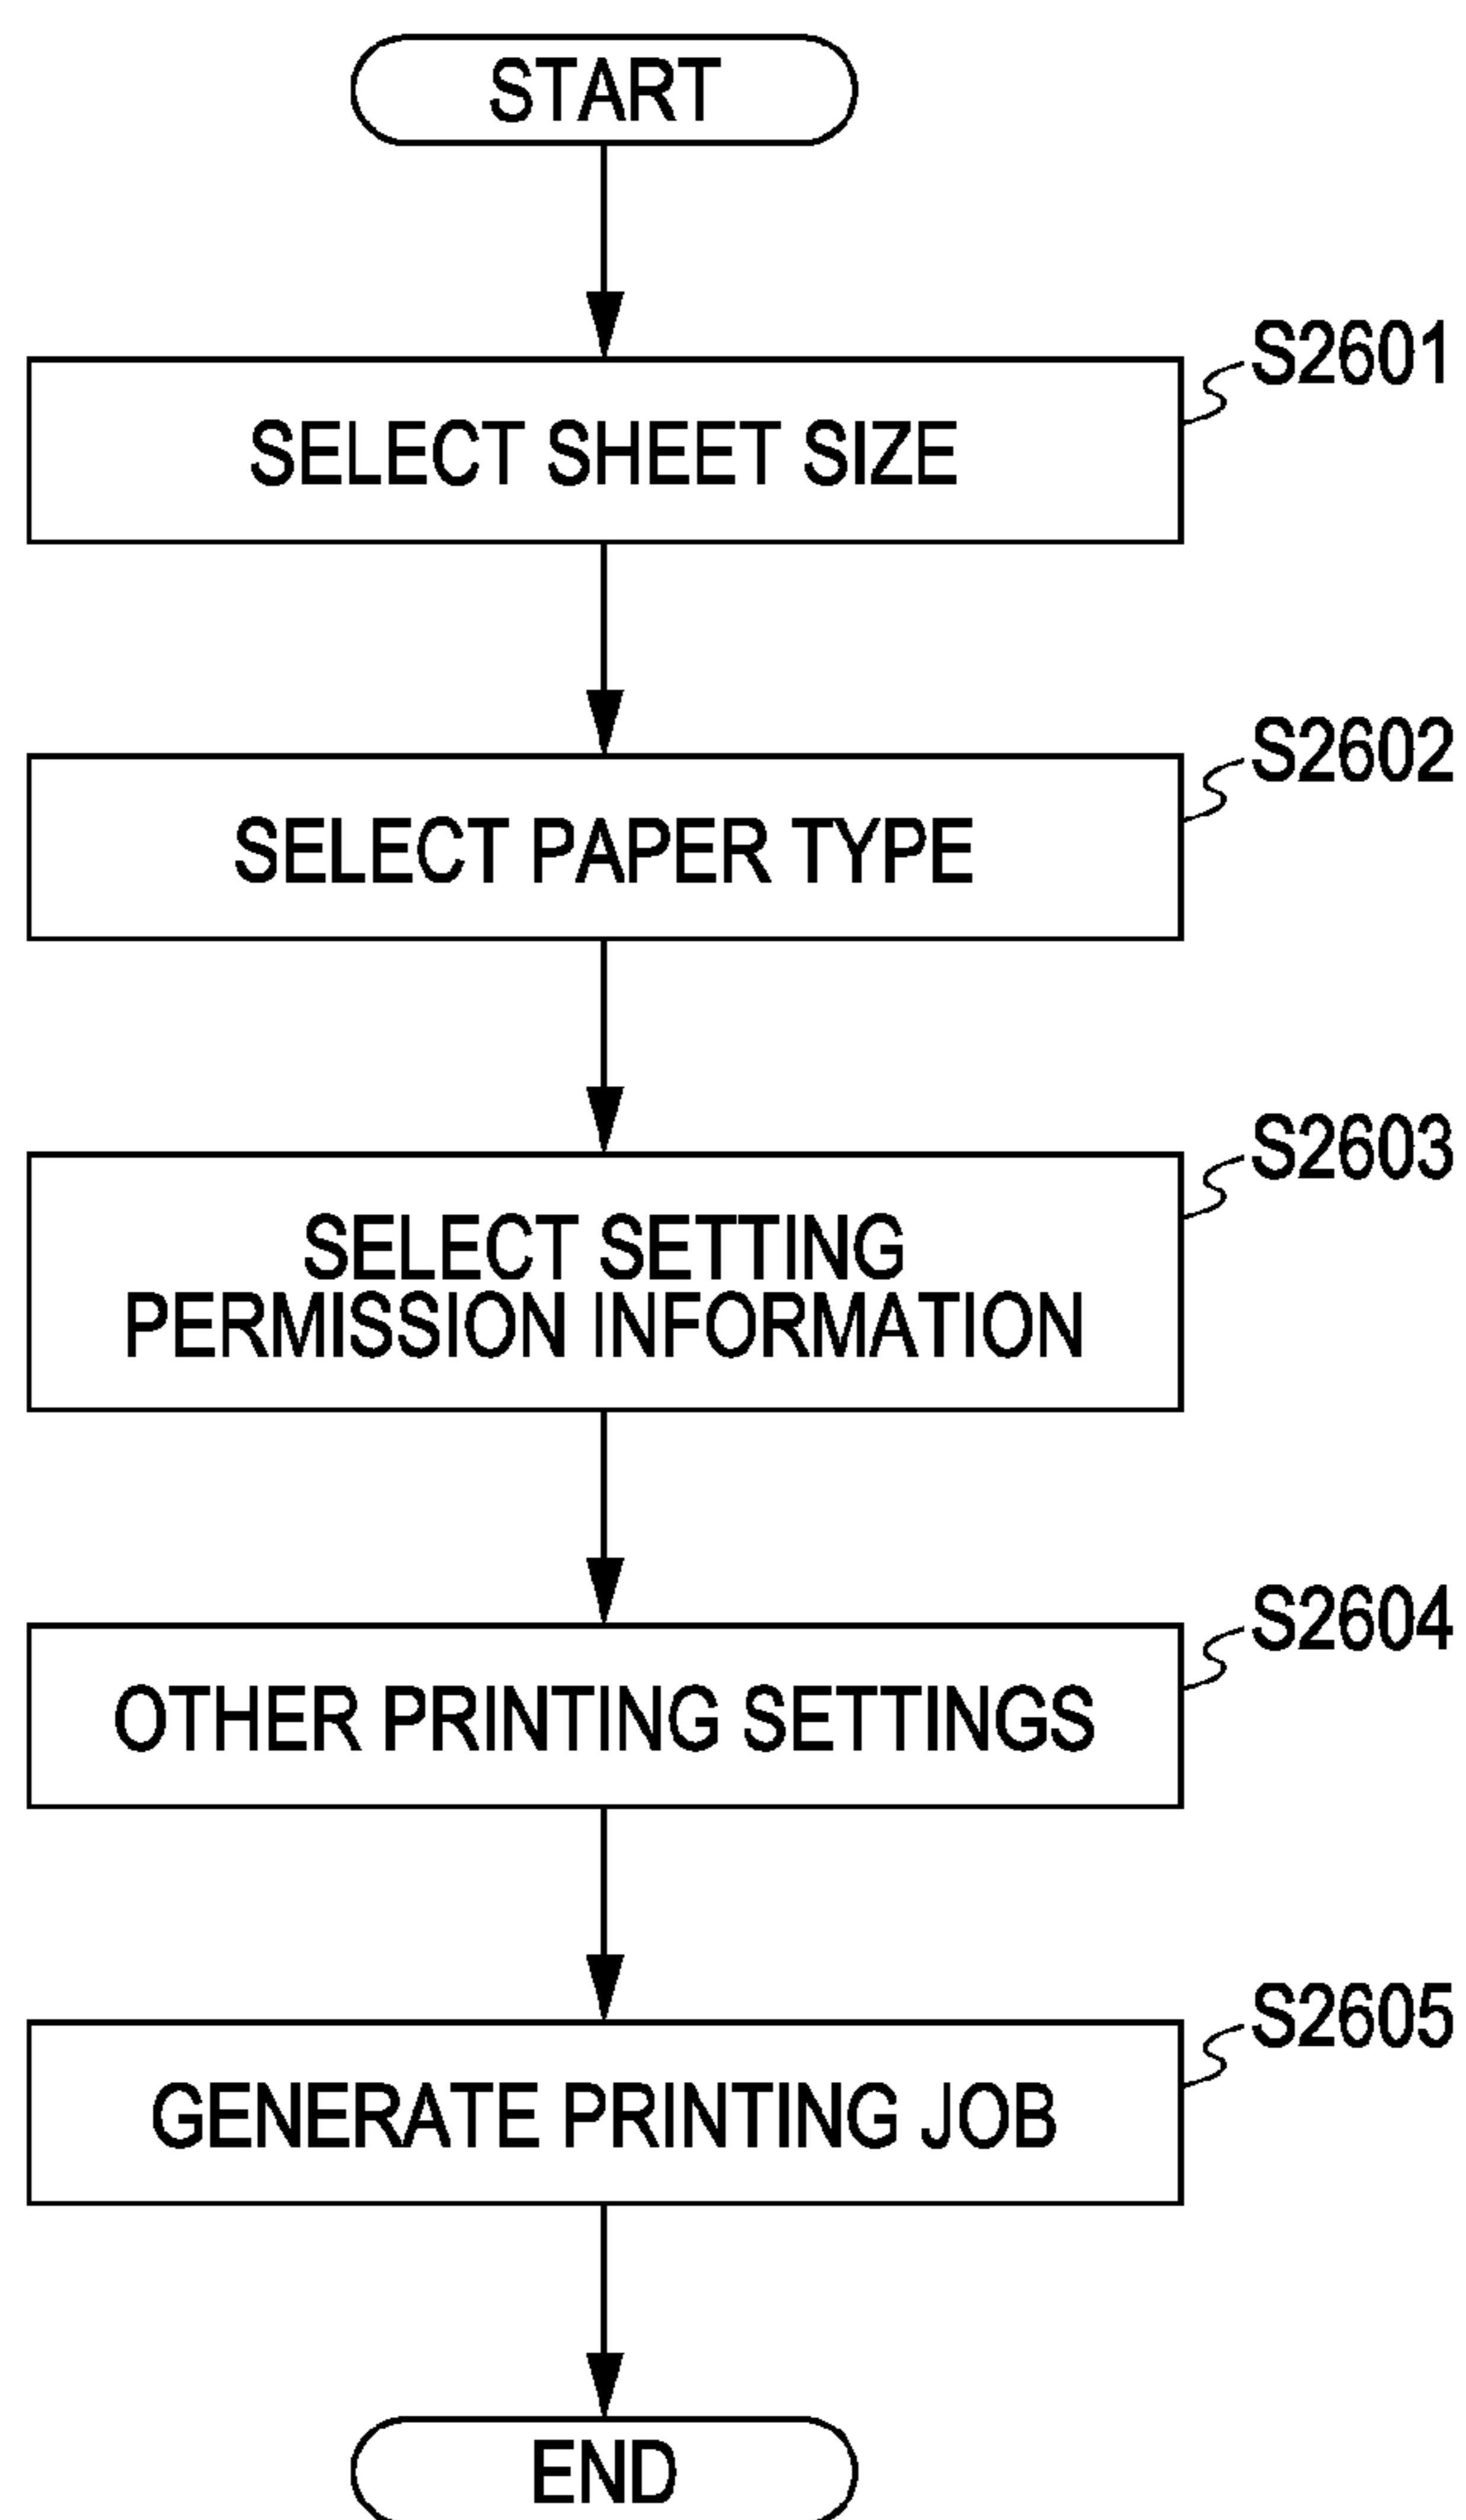 START
S2601
SELECT SHEET SIZE
S2602
SELECT PAPER TYPE
S2603
SELECT SETTING
PERMISSION INFORMATION
S2604
OTHER PRINTING SETTINGS
S2605
GENERATE PRINTING JOB
END